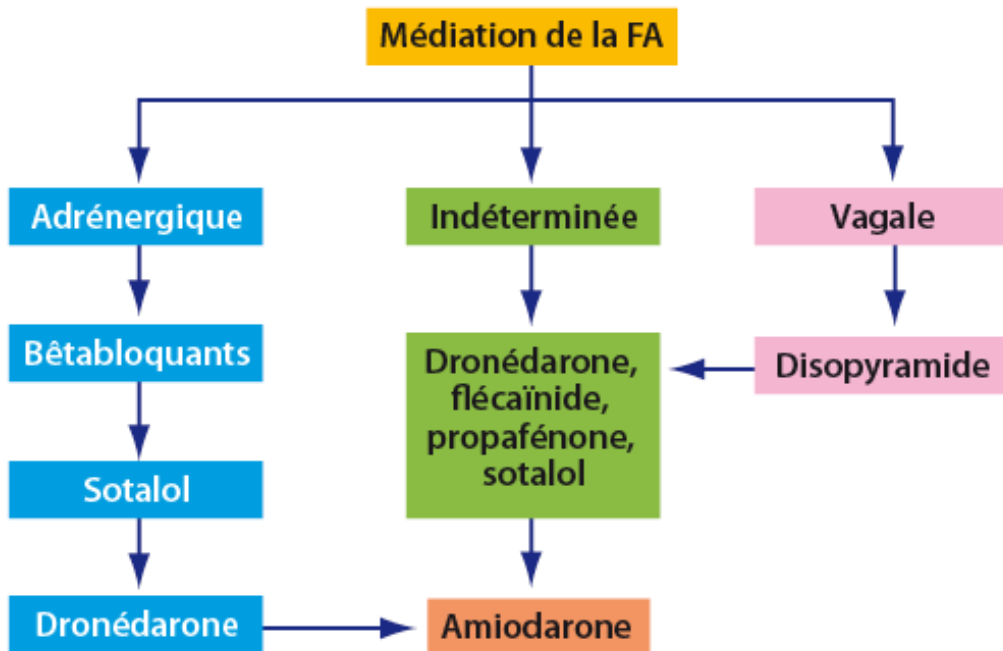 Médiation de la FA
Adrénergique
Indéterminée
Vagale
Bêtabloquants
Dronédarone,
flécaïnide,
propafénone,
sotalol
Disopyramide
Sotalol
Dronédarone
Amiodarone